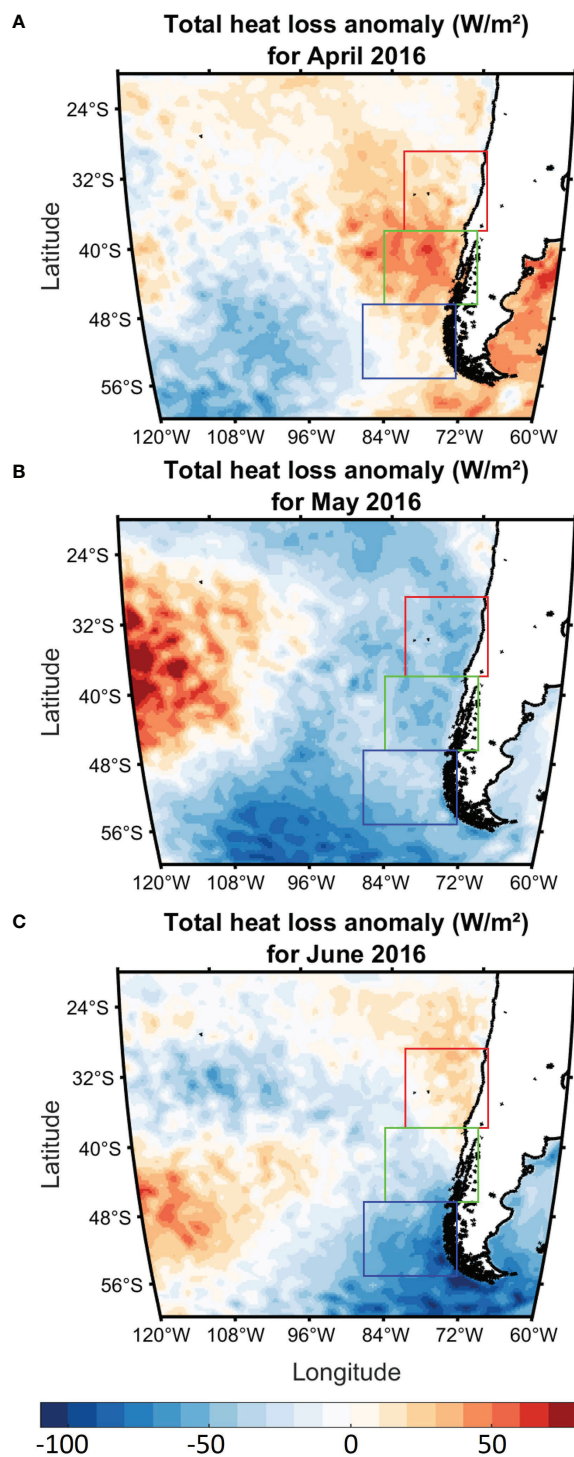 A
Total heat loss anomaly (W/m²)
for April 2016
24°S
32°S
40°S
48°S
56°S
Latitude
120°W 108°W 96°W 84°W 72°W 60°W
B
Total heat loss anomaly (W/m²)
for May 2016
24°S
32°S
40°S
48°S
56°S
Latitude
120°W 108°W 96°W 84°W 72°W 60°W
C
Total heat loss anomaly (W/m²)
for June 2016
24°S
32°S
40°S
48°S
56°S
Latitude
120°W 108°W 96°W 84°W 72°W 60°W
Longitude
-100 -50 0 50